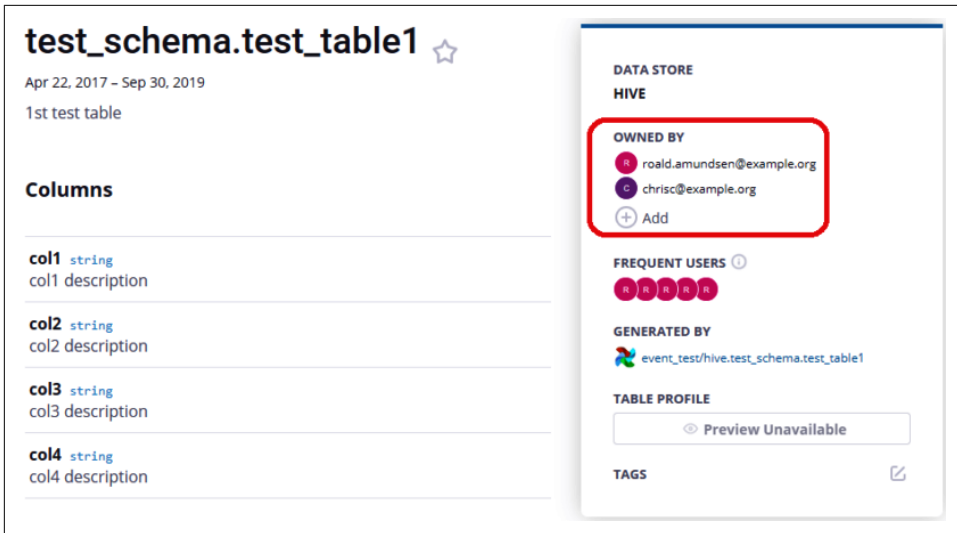 test_schema.test_table1
Apr 22, 2017 – Sep 30, 2019
1st test table
Columns
col1 string
col1 description
col2 string
col2 description
col3 string
col3 description
col4 string
col4 description
DATA STORE
HIVE
OWNED BY
R roald.amundsen@example.org
C chrisc@example.org
+ Add
FREQUENT USERS i
R R R R R
GENERATED BY
event_test/hive.test_schema.test_table1
TABLE PROFILE
Preview Unavailable
TAGS